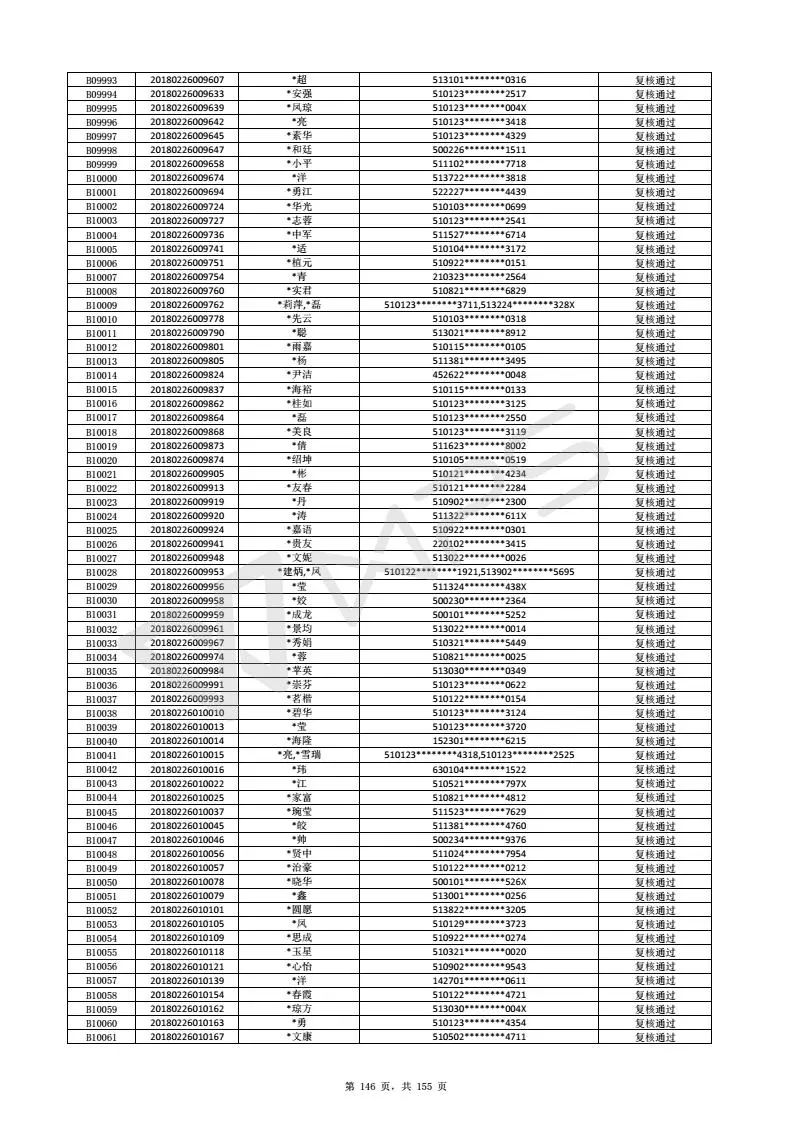 B09993 20180226009607 *超 513101********0316 复核通过
B09994 20180226009633 *安强 510123********2517 复核通过
B09995 20180226009639 *凤琼 510123********004X 复核通过
B09996 20180226009642 *亮 510123********3418 复核通过
B09997 20180226009645 *素华 510123********4329 复核通过
B09998 20180226009647 *和廷 500226********1511 复核通过
B09999 20180226009658 *小平 511102********7718 复核通过
B10000 20180226009674 *洋 513722********3818 复核通过
B10001 20180226009694 *勇江 522227********4439 复核通过
B10002 20180226009724 *华光 510103********0699 复核通过
B10003 20180226009727 *志蓉 510123********2541 复核通过
B10004 20180226009736 *中军 511527********6714 复核通过
B10005 20180226009741 *适 510104********3172 复核通过
B10006 20180226009751 *植元 510922********0151 复核通过
B10007 20180226009754 *青 210323********2564 复核通过
B10008 20180226009760 *实君 510821********6829 复核通过
B10009 20180226009762 *莉萍,*磊 510123********3711,513224********328X 复核通过
B10010 20180226009778 *先云 510103********0318 复核通过
B10011 20180226009790 *聪 513021********8912 复核通过
B10012 20180226009801 *雨嘉 510115********0105 复核通过
B10013 20180226009805 *杨 511381********3495 复核通过
B10014 20180226009824 *尹洁 452622********0048 复核通过
B10015 20180226009837 *海裕 510115********0133 复核通过
B10016 20180226009862 *桂如 510123********3125 复核通过
B10017 20180226009864 *磊 510123********2550 复核通过
B10018 20180226009868 *美良 510123********3119 复核通过
B10019 20180226009873 *倩 511623********8002 复核通过
B10020 20180226009874 *绍坤 510105********0519 复核通过
B10021 20180226009905 *彬 510121********4234 复核通过
B10022 20180226009913 *友春 510121********2284 复核通过
B10023 20180226009919 *丹 510902********2300 复核通过
B10024 20180226009920 *涛 511322********611X 复核通过
B10025 20180226009924 *嘉语 510922********0301 复核通过
B10026 20180226009941 *贵友 220102********3415 复核通过
B10027 20180226009948 *文妮 513022********0026 复核通过
B10028 20180226009953 *建炳,*凤 510122********1921,513902********5695 复核通过
B10029 20180226009956 *莹 511324********438X 复核通过
B10030 20180226009958 *姣 500230********2364 复核通过
B10031 20180226009959 *成龙 500101********5252 复核通过
B10032 20180226009961 *景均 513022********0014 复核通过
B10033 20180226009967 *秀娟 510321********5449 复核通过
B10034 20180226009974 *蓉 510821********0025 复核通过
B10035 20180226009984 *苹英 513030********0349 复核通过
B10036 20180226009991 *崇芬 510123********0622 复核通过
B10037 20180226009993 *茗楷 510122********0154 复核通过
B10038 20180226010010 *碧华 510123********3124 复核通过
B10039 20180226010013 *莹 510123********3720 复核通过
B10040 20180226010014 *海隆 152301********6215 复核通过
B10041 20180226010015 *亮,*雪瑞 510123********4318,510123********2525 复核通过
B10042 20180226010016 *玮 630104********1522 复核通过
B10043 20180226010022 *江 510521********797X 复核通过
B10044 20180226010025 *家富 510821********4812 复核通过
B10045 20180226010037 *琬莹 511523********7629 复核通过
B10046 20180226010045 *皎 511381********4760 复核通过
B10047 20180226010046 *帅 500234********9376 复核通过
B10048 20180226010056 *贤中 511024********7954 复核通过
B10049 20180226010057 *治豪 510122********0212 复核通过
B10050 20180226010078 *晓华 500101********526X 复核通过
B10051 20180226010079 *鑫 513001********0256 复核通过
B10052 20180226010101 *圆愿 513822********3205 复核通过
B10053 20180226010105 *凤 510129********3723 复核通过
B10054 20180226010109 *思成 510922********0274 复核通过
B10055 20180226010118 *玉星 510321********0020 复核通过
B10056 20180226010121 *心怡 510902********9543 复核通过
B10057 20180226010139 *洋 142701********0611 复核通过
B10058 20180226010154 *春霞 510122********4721 复核通过
B10059 20180226010162 *琼方 513030********004X 复核通过
B10060 20180226010163 *勇 510123********4354 复核通过
B10061 20180226010167 *文康 510502********4711 复核通过
第 146 页，共 155 页